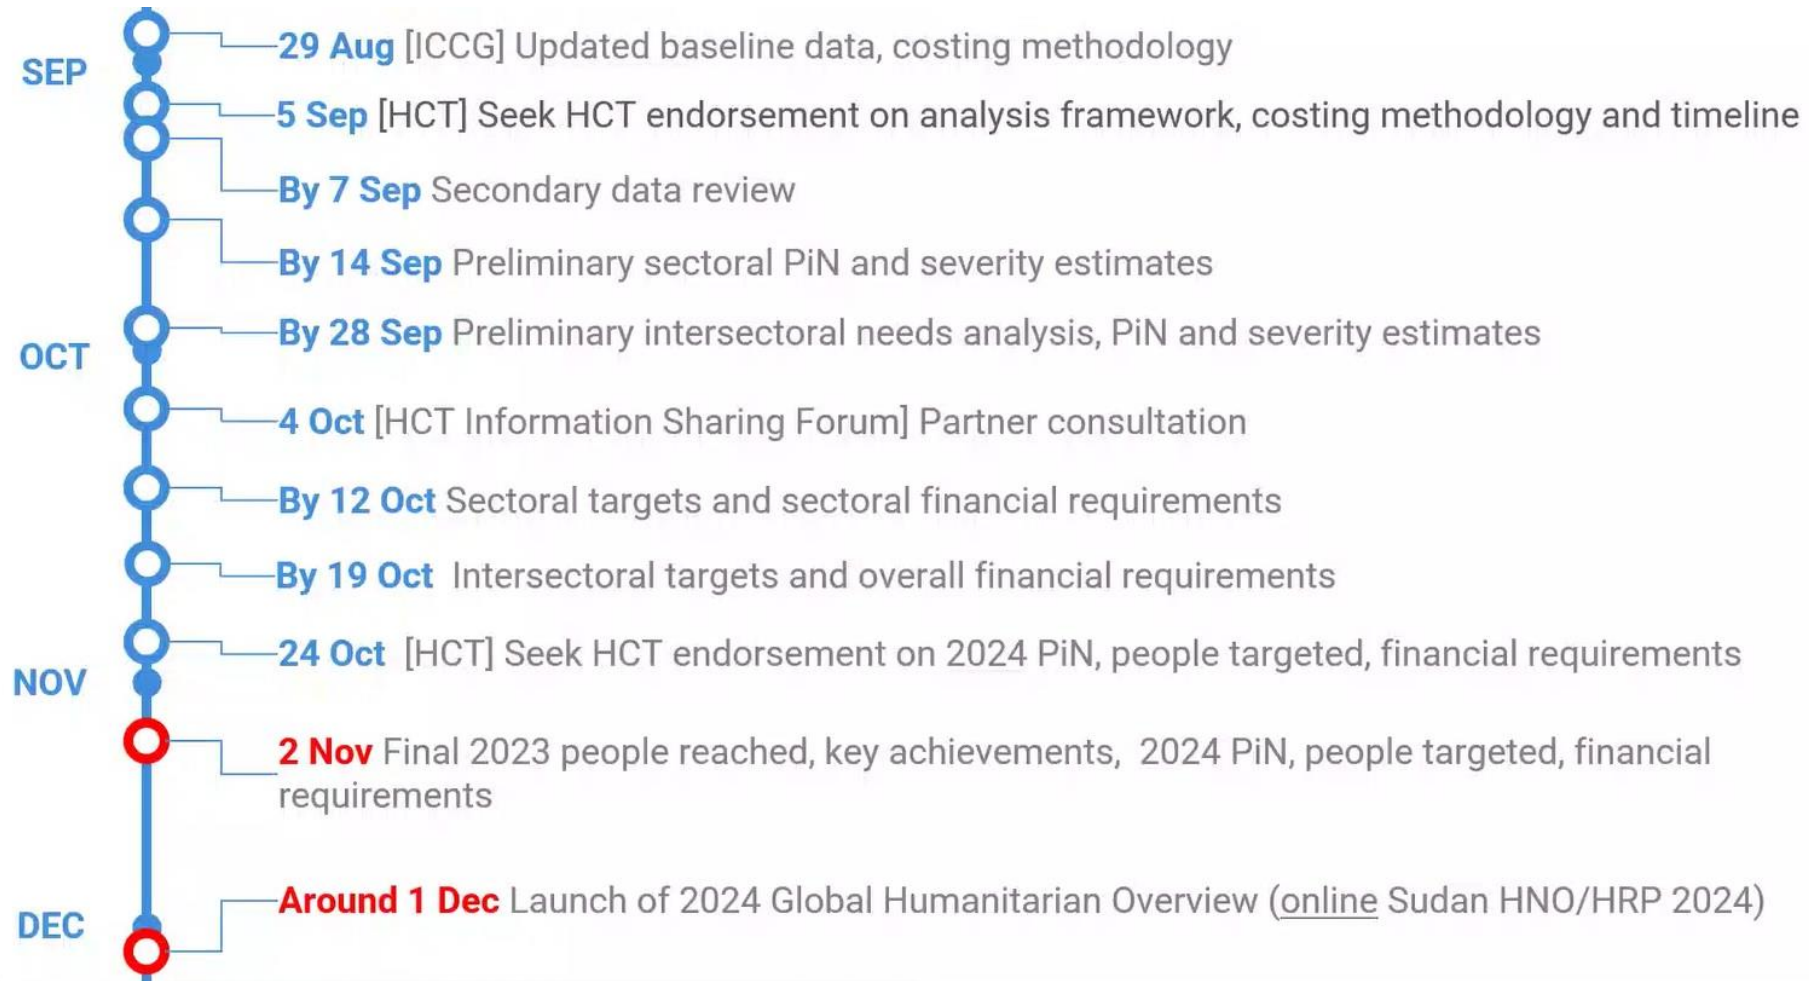 SEP
29 Aug [ICCG] Updated baseline data, costing methodology
5 Sep [HCT] Seek HCT endorsement on analysis framework, costing methodology and timeline
By 7 Sep Secondary data review
By 14 Sep Preliminary sectoral PiN and severity estimates
OCT
By 28 Sep Preliminary intersectoral needs analysis, PiN and severity estimates
4 Oct [HCT Information Sharing Forum] Partner consultation
By 12 Oct Sectoral targets and sectoral financial requirements
By 19 Oct Intersectoral targets and overall financial requirements
24 Oct [HCT] Seek HCT endorsement on 2024 PiN, people targeted, financial requirements
NOV
2 Nov Final 2023 people reached, key achievements, 2024 PiN, people targeted, financial
requirements
DEC
Around 1 Dec Launch of 2024 Global Humanitarian Overview (online Sudan HNO/HRP 2024)